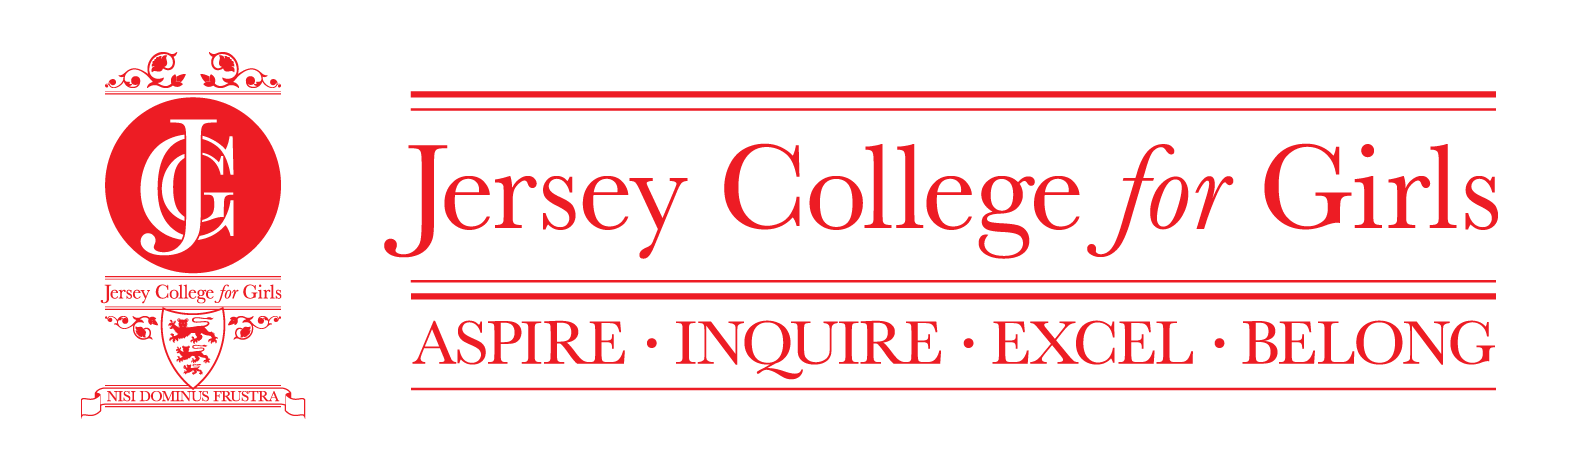 JCG
Jersey College for Girls
NISI DOMINUS FRUSTRA
Jersey College for Girls
ASPIRE · INQUIRE · EXCEL · BELONG